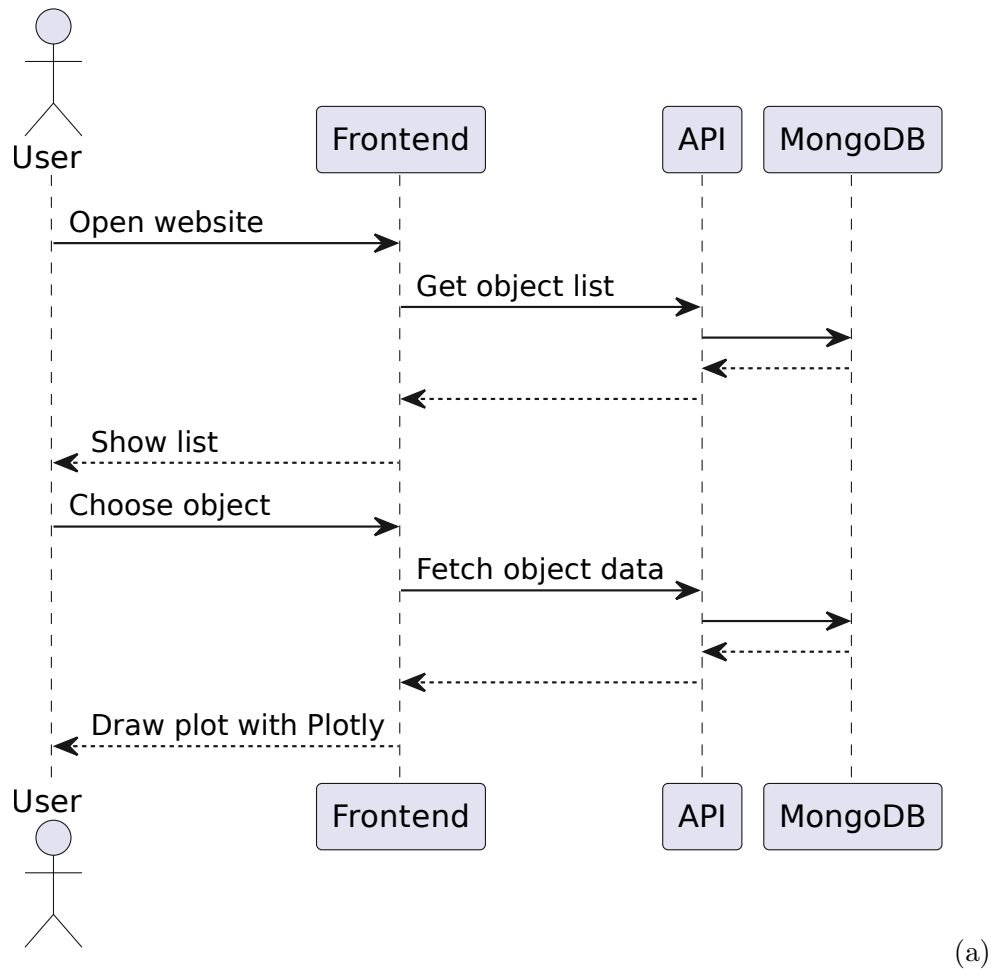 User
Frontend
API
MongoDB
Open website
Get object list
Show list
Choose object
Fetch object data
Draw plot with Plotly
User
Frontend
API
MongoDB
(a)